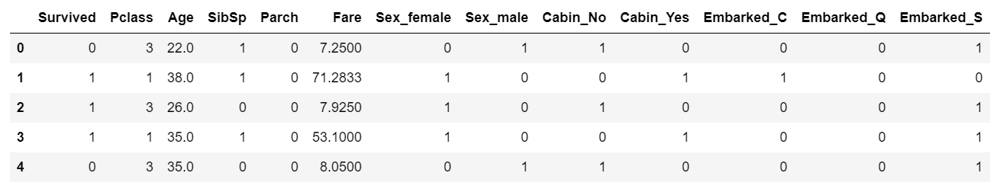 Survived Pclass Age SibSp Parch Fare Sex_female Sex_male Cabin_No Cabin_Yes Embarked_C Embarked_Q Embarked_S
0 0 3 22.0 1 0 7.2500 0 1 1 0 0 0 1
1 1 1 38.0 1 0 71.2833 1 0 0 1 1 0 0
2 1 3 26.0 0 0 7.9250 1 0 1 0 0 0 1
3 1 1 35.0 1 0 53.1000 1 0 0 1 0 0 1
4 0 3 35.0 0 0 8.0500 0 1 1 0 0 0 1